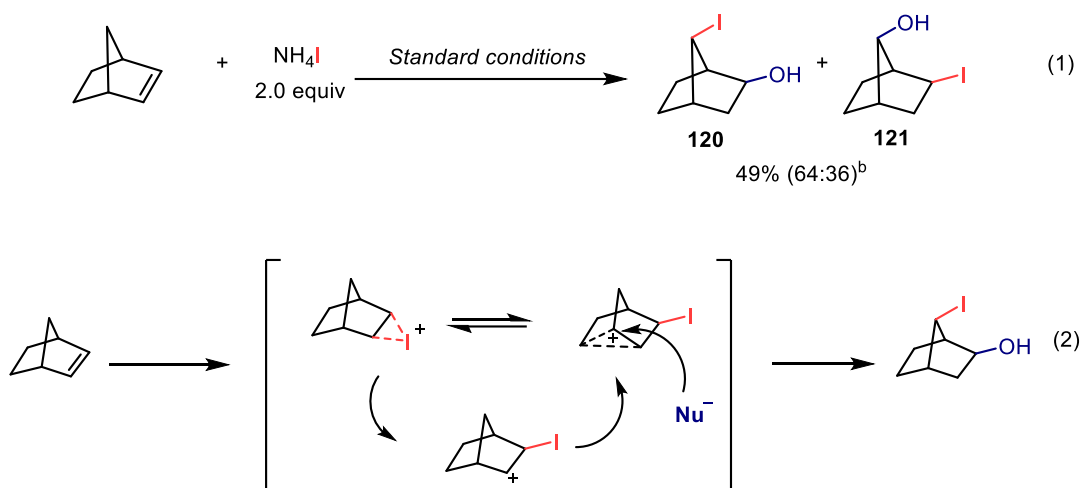 I
OH
NH4I
+
2.0 equiv
Standard conditions
OH
+
I
(1)
120
121
49% (64:36)b
I
I
+
+
OH
(2)
Nu−
I
+
I